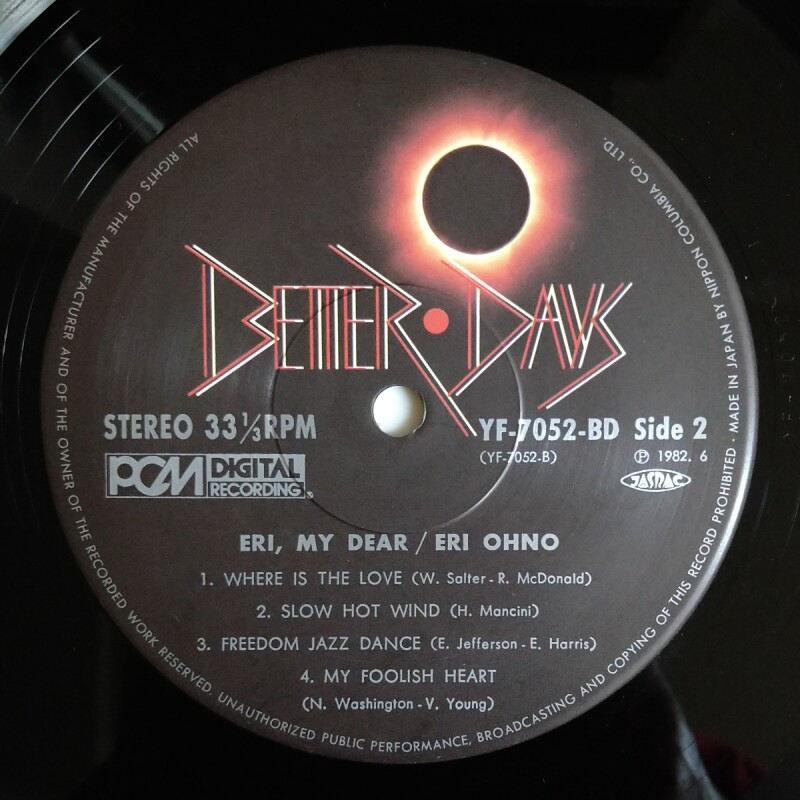 BETTER • DAYS
STEREO 33 1/3 RPM
YF-7052-BD Side 2
(YF-7052-B)
℗ 1982. 6
PCM DIGITAL RECORDING®
JASRAC
ERI, MY DEAR / ERI OHNO
1. WHERE IS THE LOVE (W. Salter - R. McDonald)
2. SLOW HOT WIND (H. Mancini)
3. FREEDOM JAZZ DANCE (E. Jefferson - E. Harris)
4. MY FOOLISH HEART
(N. Washington - V. Young)
ALL RIGHTS OF THE MANUFACTURER AND OF THE OWNER OF THE RECORDED WORK RESERVED. UNAUTHORIZED PUBLIC PERFORMANCE, BROADCASTING AND COPYING OF THIS RECORD PROHIBITED · MADE IN JAPAN BY NIPPON COLUMBIA CO., LTD.